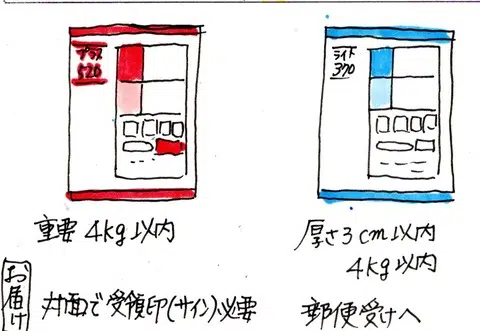 プラス
520
ライト
370
重要 4kg以内
厚さ3cm以内
4kg以内
お届け
対面で受領印(サイン)必要
郵便受けへ